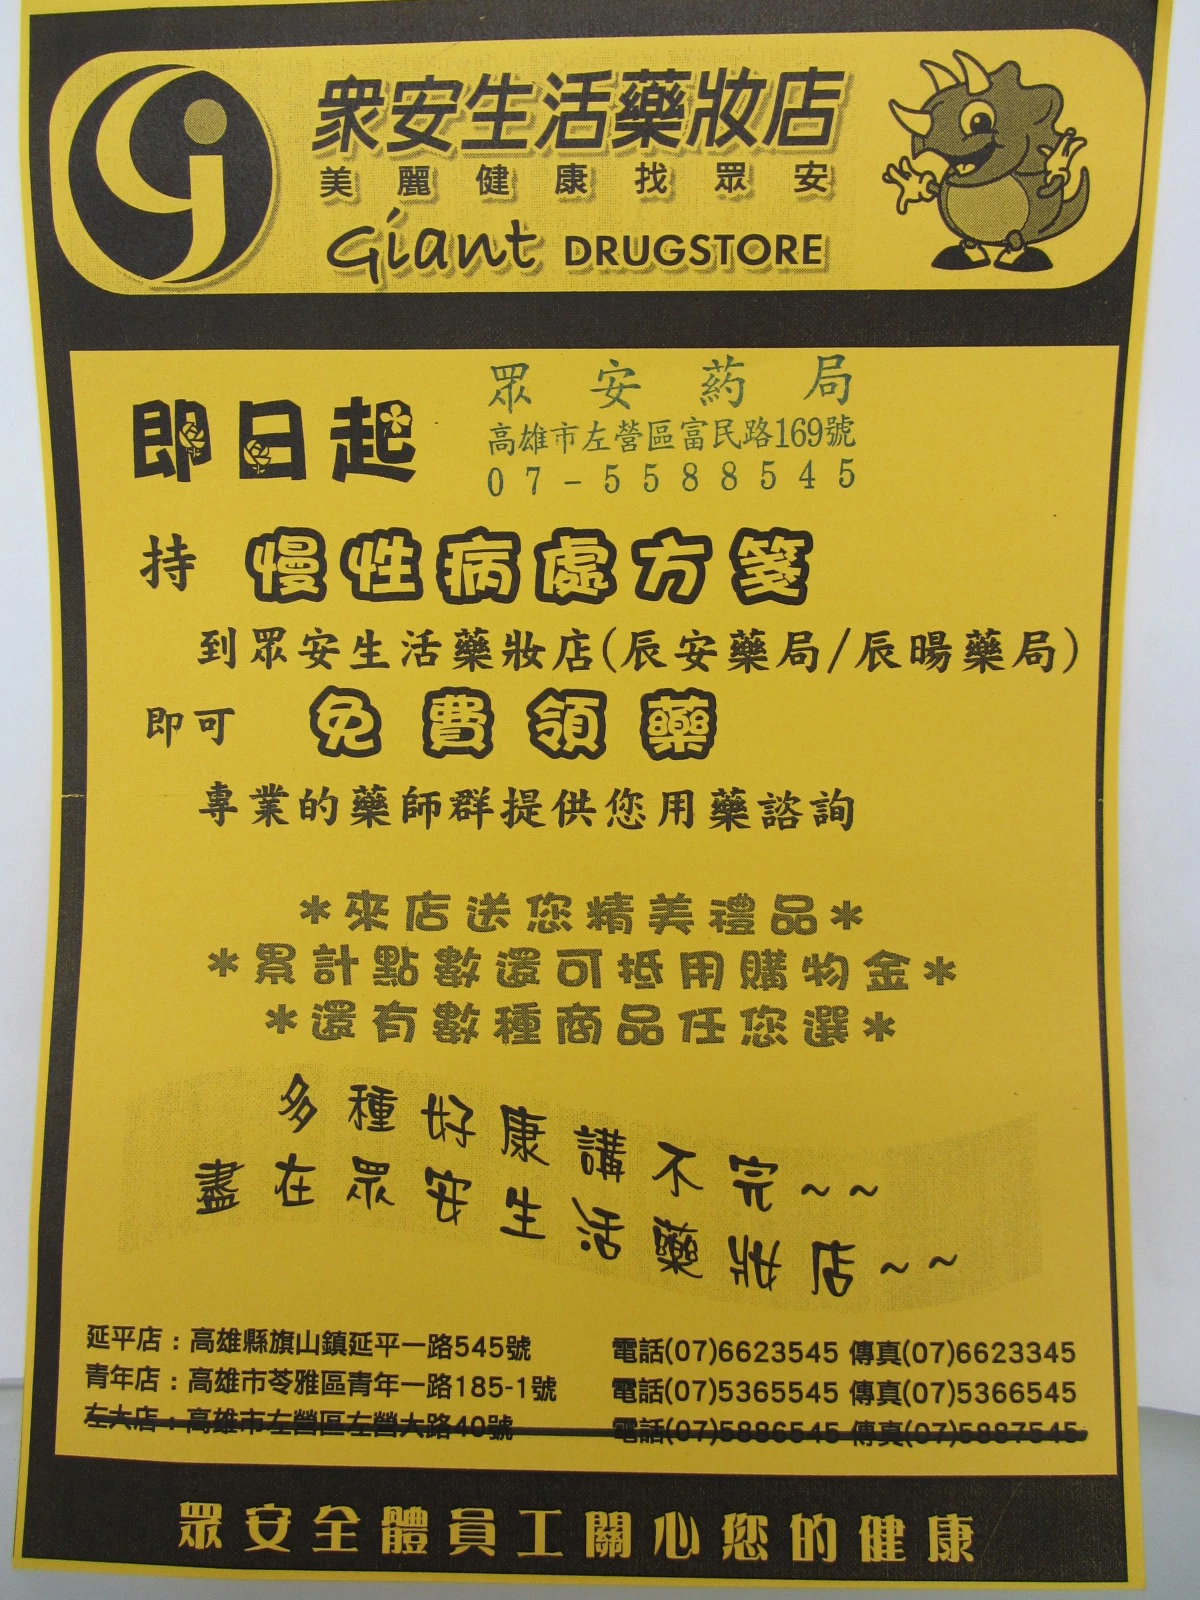 眾安生活藥妝店
美麗健康找眾安
Giant DRUGSTORE
眾安葯局
高雄市左營區富民路169號
07-5588545
即日起
持 慢性病處方箋
到眾安生活藥妝店(辰安藥局/辰暘藥局)
即可 免費領藥
專業的藥師群提供您用藥諮詢
*來店送您精美禮品*
*累計點數還可抵用購物金*
*還有數種商品任您選*
多種好康講不完~~
盡在眾安生活藥妝店~~
延平店：高雄縣旗山鎮延平一路545號 電話(07)6623545 傳真(07)6623345
青年店：高雄市苓雅區青年一路185-1號 電話(07)5365545 傳真(07)5366545
左大店：高雄市左營區左營大路40號 電話(07)5886545 傳真(07)5887545
眾安全體員工關心您的健康